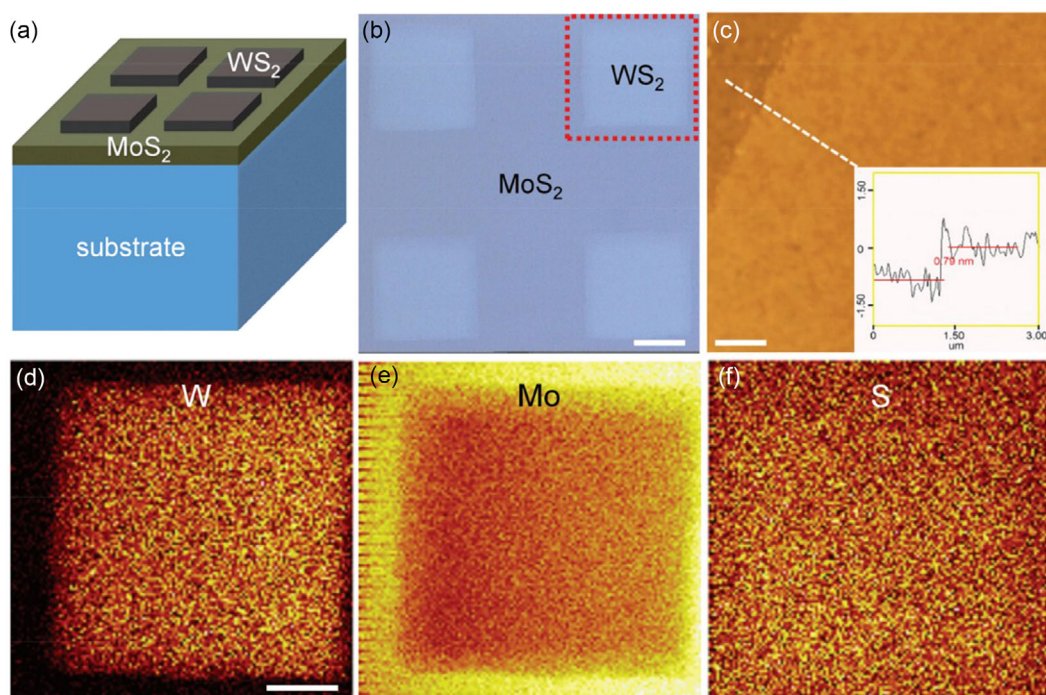 (a)
WS₂
MoS₂
substrate
(b)
WS₂
MoS₂
(c)
1.50
0
-1.50
0.79 nm
0
1.50
3.00
um
(d)
W
(e)
Mo
(f)
S